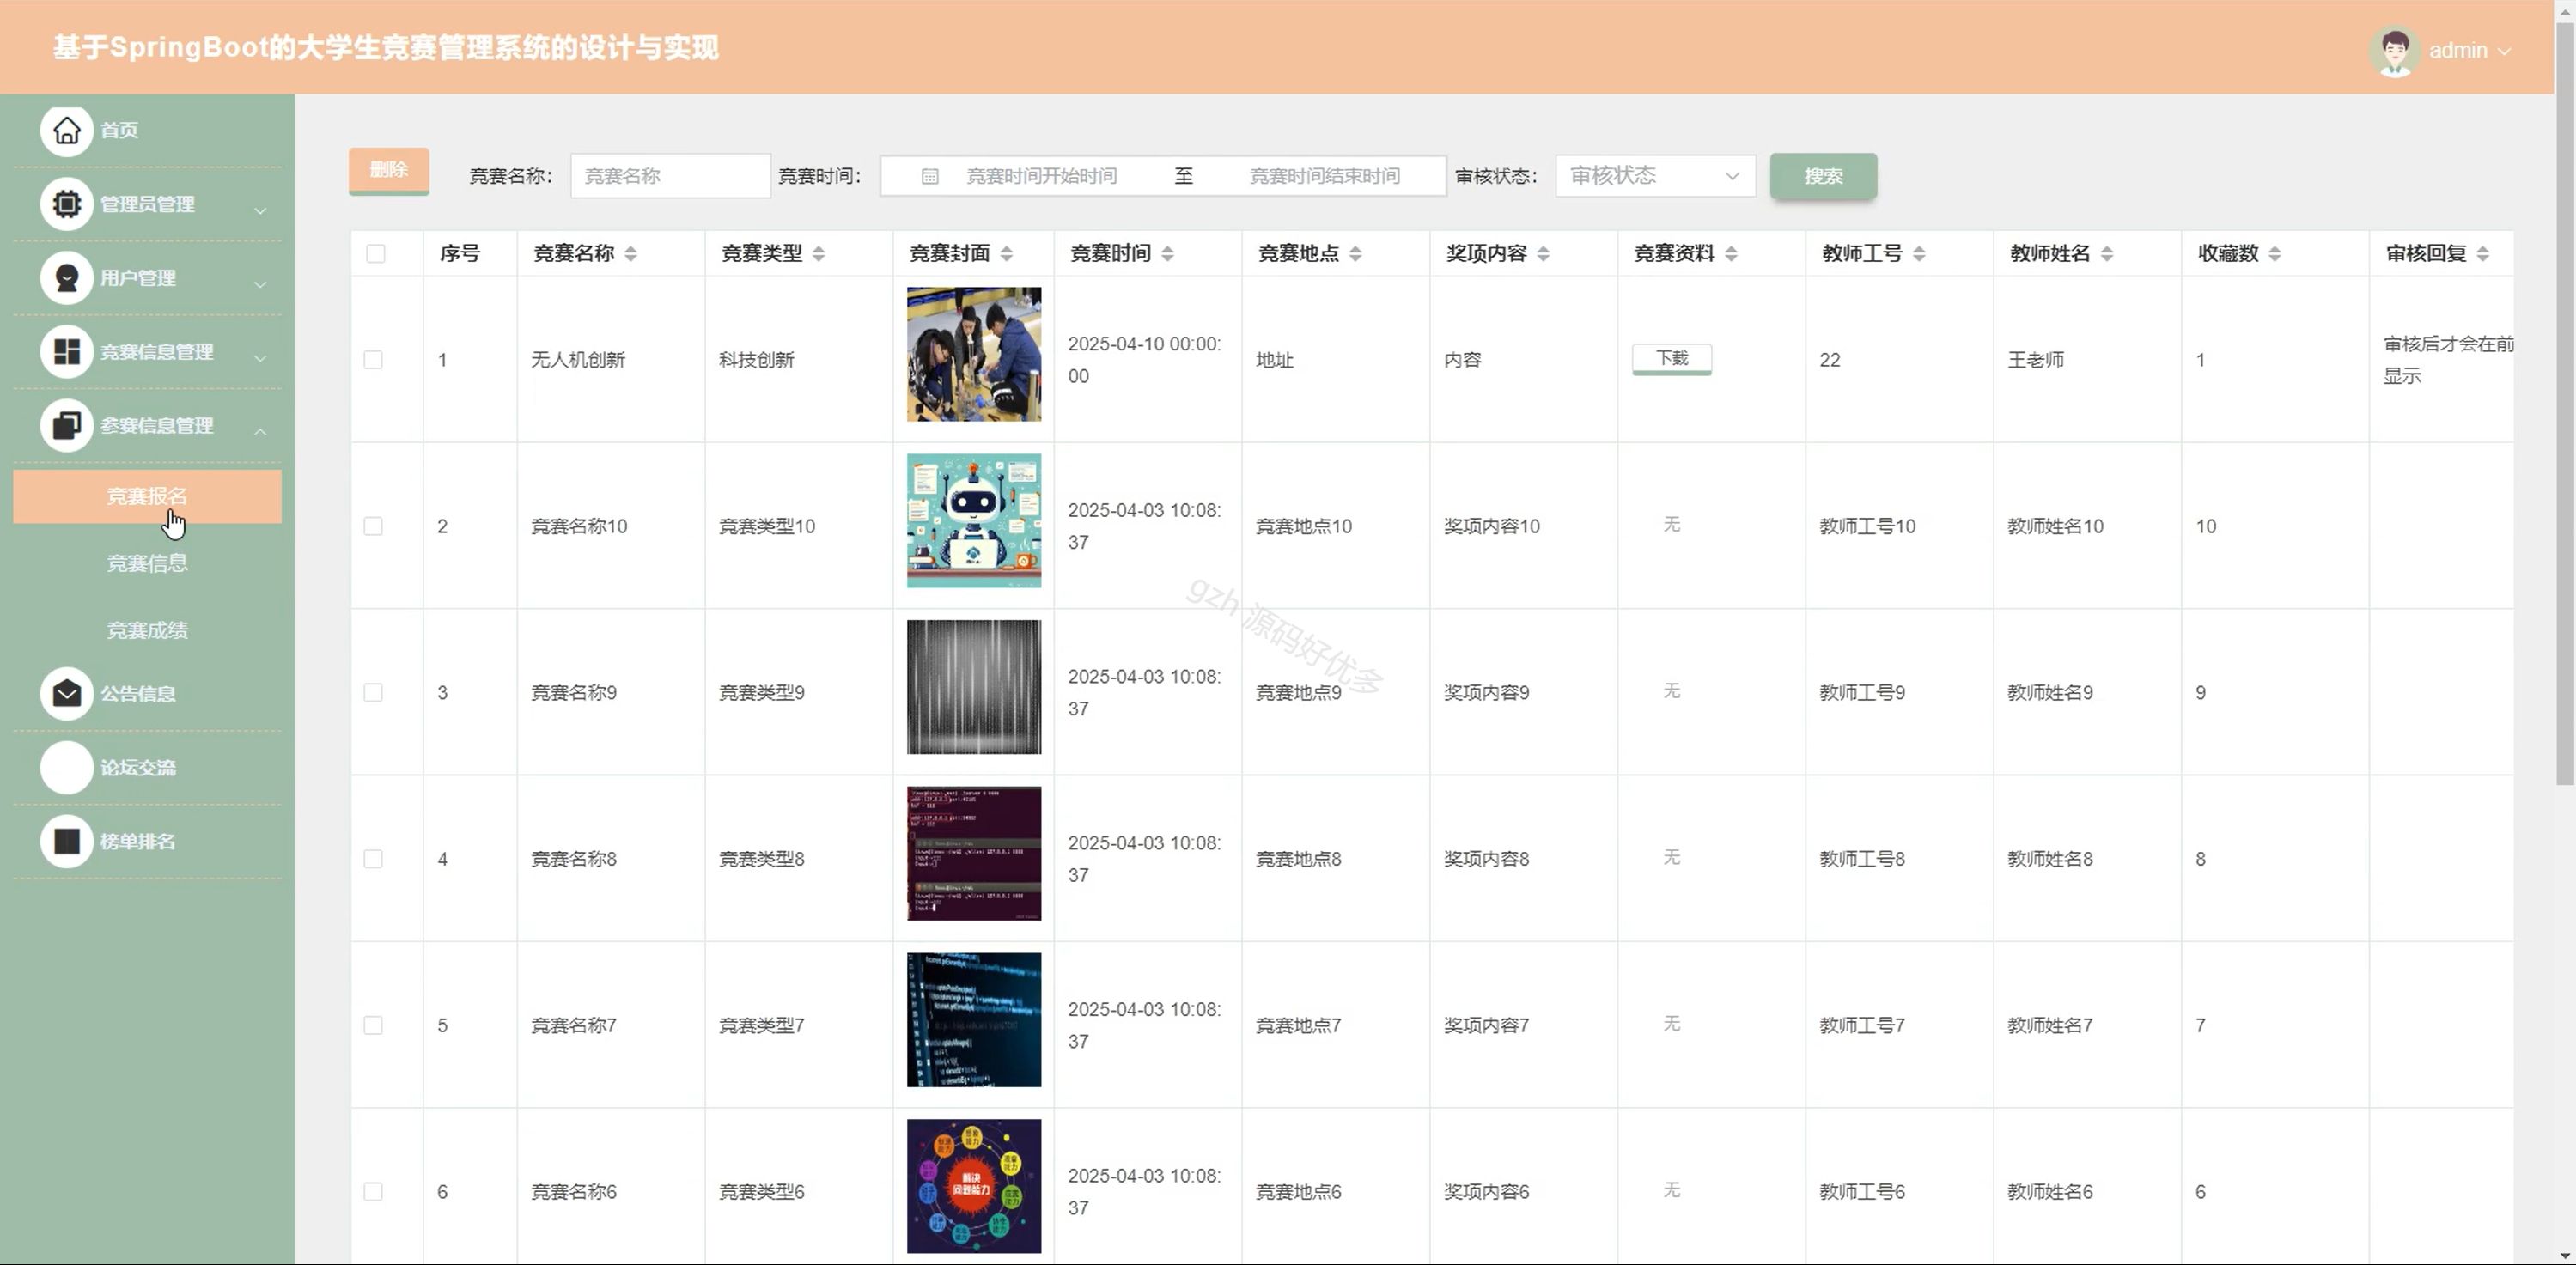 基于SpringBoot的大学生竞赛管理系统的设计与实现
admin
首页
管理员管理
用户管理
竞赛信息管理
参赛信息管理
竞赛报名
竞赛信息
竞赛成绩
公告信息
论坛交流
榜单排名
删除 竞赛名称： 竞赛名称 竞赛时间： 竞赛时间开始时间 至 竞赛时间结束时间 审核状态： 审核状态 搜索
序号 竞赛名称 竞赛类型 竞赛封面 竞赛时间 竞赛地点 奖项内容 竞赛资料 教师工号 教师姓名 收藏数 审核回复
1 无人机创新 科技创新 2025-04-10 00:00:
00 地址 内容 下载 22 王老师 1 审核后才会在前
显示
2 竞赛名称10 竞赛类型10 2025-04-03 10:08:
37 竞赛地点10 奖项内容10 无 教师工号10 教师姓名10 10
3 竞赛名称9 竞赛类型9 2025-04-03 10:08:
37 竞赛地点9 奖项内容9 无 教师工号9 教师姓名9 9
4 竞赛名称8 竞赛类型8 2025-04-03 10:08:
37 竞赛地点8 奖项内容8 无 教师工号8 教师姓名8 8
5 竞赛名称7 竞赛类型7 2025-04-03 10:08:
37 竞赛地点7 奖项内容7 无 教师工号7 教师姓名7 7
6 竞赛名称6 竞赛类型6 2025-04-03 10:08:
37 竞赛地点6 奖项内容6 无 教师工号6 教师姓名6 6
解决
问题能力
gzh 源码好优多